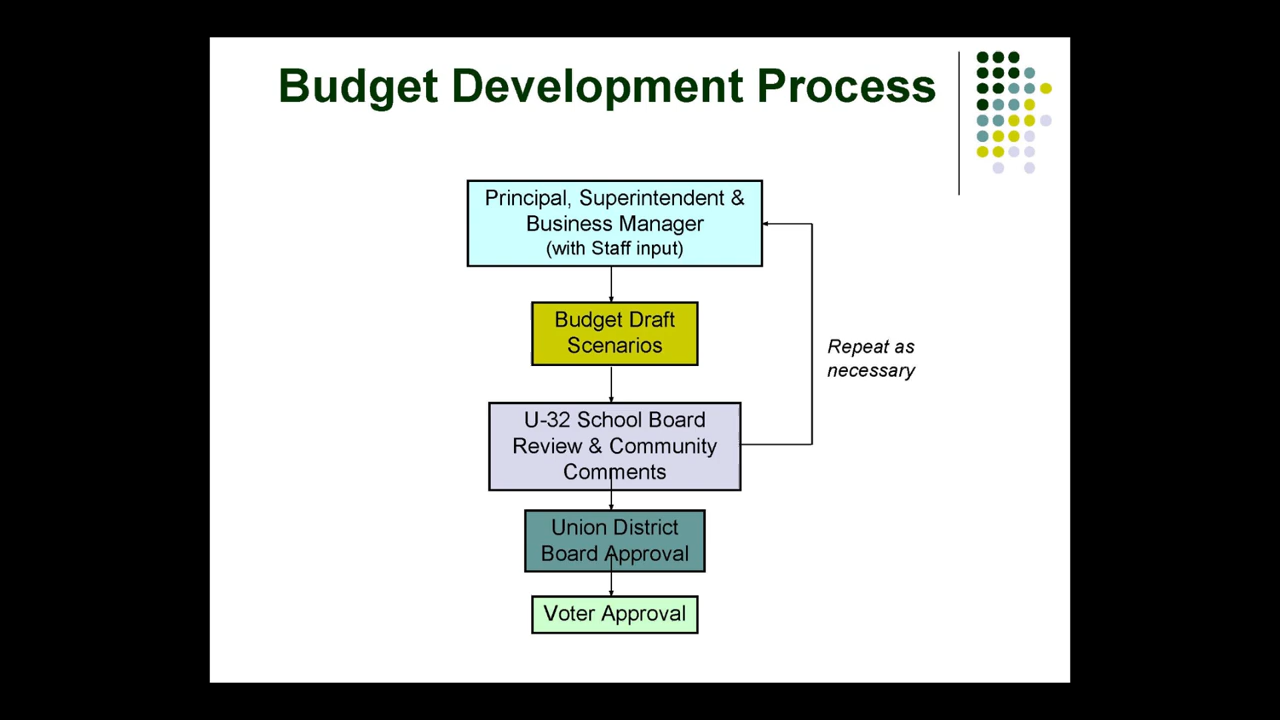 Budget Development Process
Principal, Superintendent &
Business Manager
(with Staff input)
Budget Draft
Scenarios
Repeat as
necessary
U-32 School Board
Review & Community
Comments
Union District
Board Approval
Voter Approval